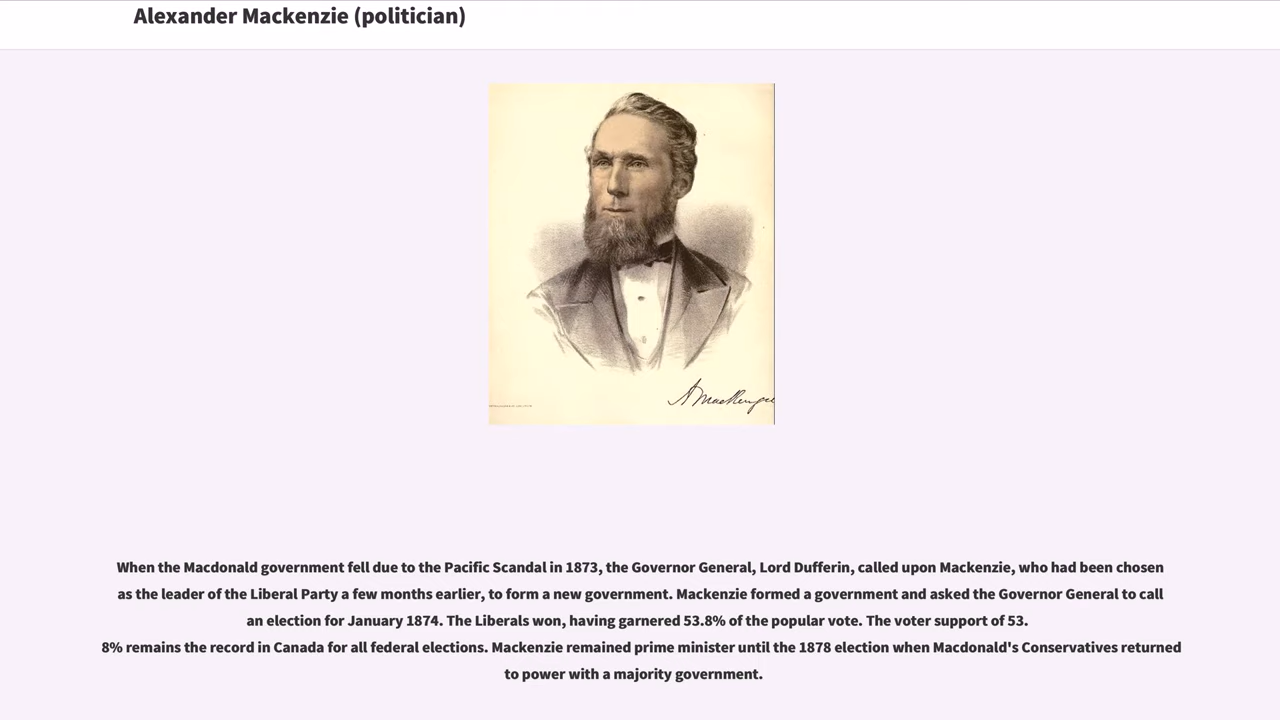 Alexander Mackenzie (politician)
A MacKenzie
When the Macdonald government fell due to the Pacific Scandal in 1873, the Governor General, Lord Dufferin, called upon Mackenzie, who had been chosen
as the leader of the Liberal Party a few months earlier, to form a new government. Mackenzie formed a government and asked the Governor General to call
an election for January 1874. The Liberals won, having garnered 53.8% of the popular vote. The voter support of 53.
8% remains the record in Canada for all federal elections. Mackenzie remained prime minister until the 1878 election when Macdonald's Conservatives returned
to power with a majority government.